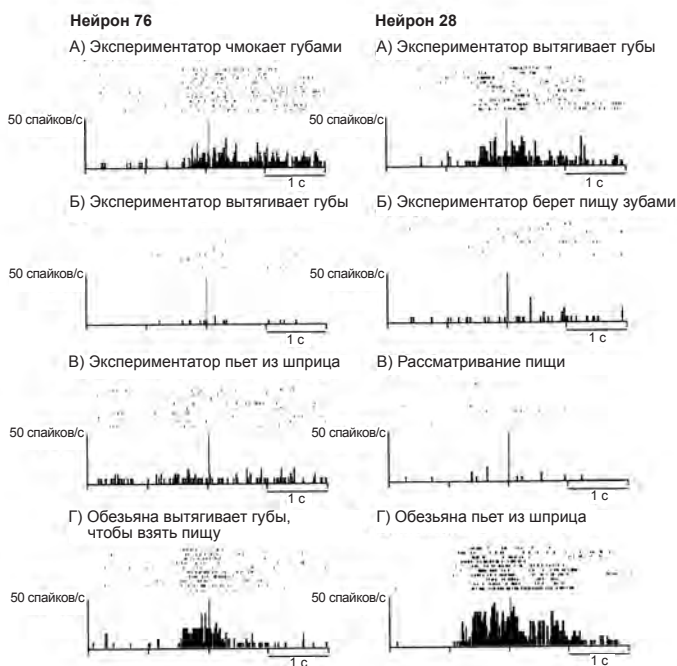 Нейрон 76
А) Экспериментатор чмокает губами
50 спайков/с
1 с
Б) Экспериментатор вытягивает губы
50 спайков/с
1 с
В) Экспериментатор пьет из шприца
50 спайков/с
1 с
Г) Обезьяна вытягивает губы,
чтобы взять пищу
50 спайков/с
1 с
Нейрон 28
А) Экспериментатор вытягивает губы
50 спайков/с
1 с
Б) Экспериментатор берет пищу зубами
50 спайков/с
1 с
В) Рассматривание пищи
50 спайков/с
1 с
Г) Обезьяна пьет из шприца
50 спайков/с
1 с